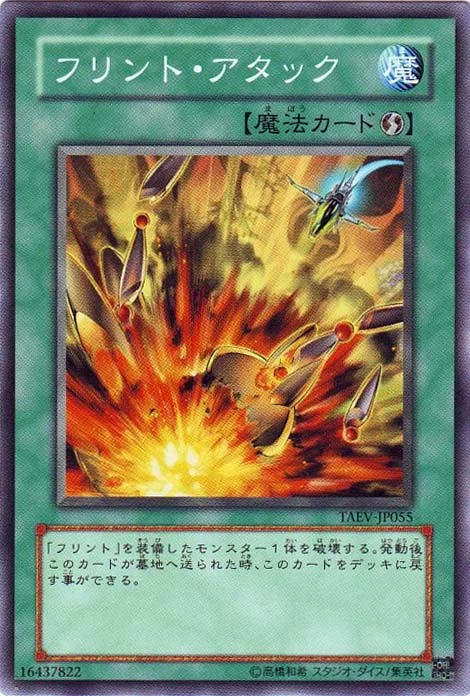 フリント・アタック
魔
【魔法カード】
TAEV-JP055
「フリント」を装備したモンスター１体を破壊する。発動後
このカードが墓地へ送られた時、このカードをデッキに戻
す事ができる。
16437822
©高橋和希 スタジオ・ダイス/集英社